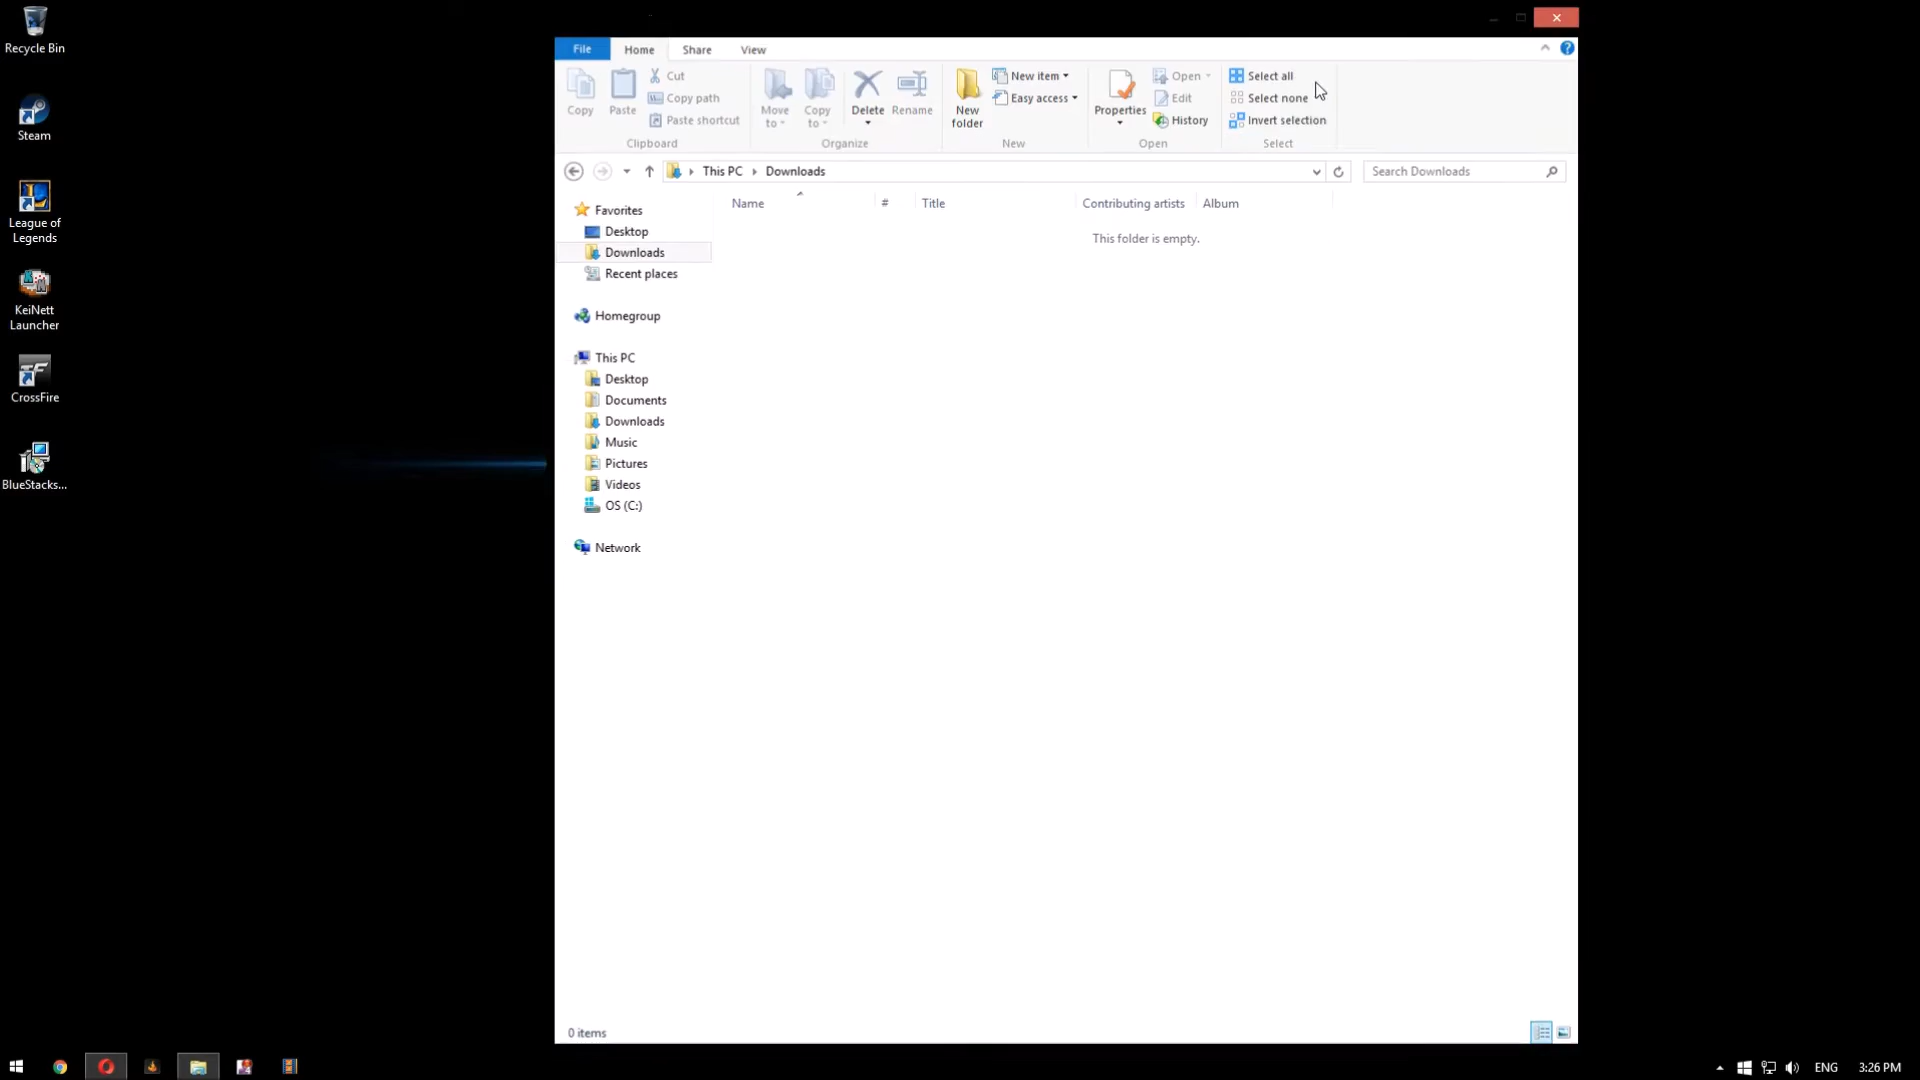 Recycle Bin
Steam
League of
Legends
KeiNett
Launcher
CrossFire
BlueStacks...
File
Home
Share
View
Copy
Paste
Cut
Copy path
Paste shortcut
Clipboard
Move
to
Copy
to
Delete
Rename
Organize
New
folder
New item
Easy access
New
Properties
Open
Edit
History
Open
Select all
Select none
Invert selection
Select
This PC
Downloads
Search Downloads
Name
#
Title
Contributing artists
Album
This folder is empty.
Favorites
Desktop
Downloads
Recent places
Homegroup
This PC
Desktop
Documents
Downloads
Music
Pictures
Videos
OS (C:)
Network
0 items
ENG
3:26 PM